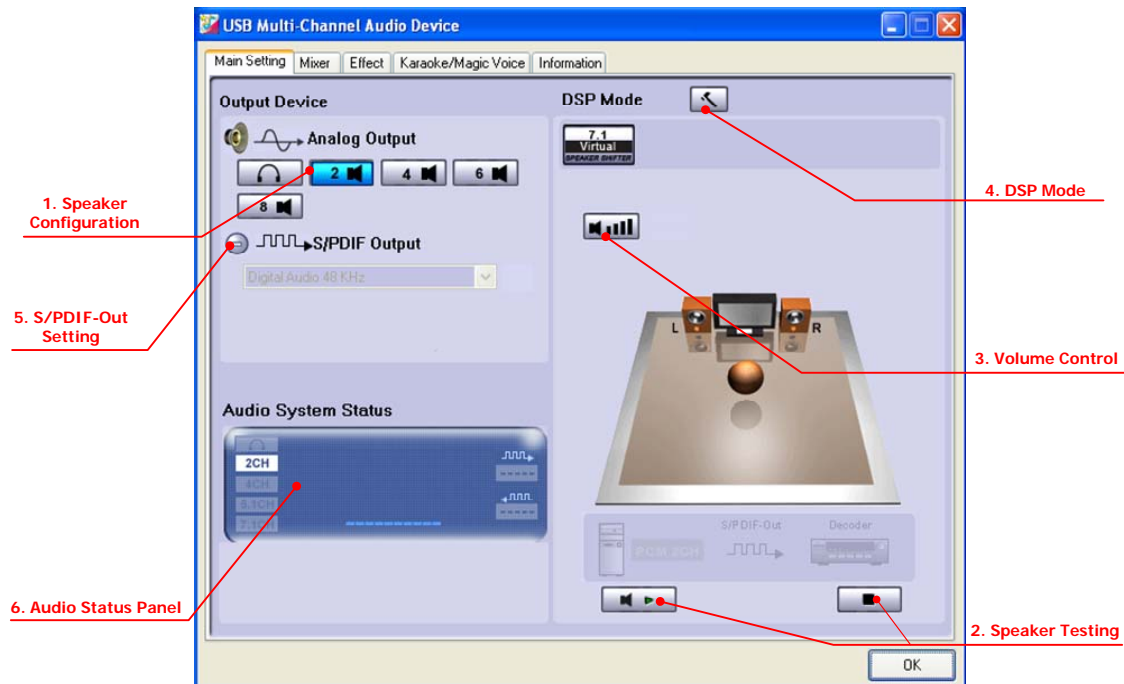 USB Multi-Channel Audio Device
Main Setting Mixer Effect Karaoke/Magic Voice Information
Output Device
Analog Output
2 4 6
8
S/PDIF Output
Digital Audio 48 KHz
Audio System Status
2CH
4CH
5.1CH
7.1CH
-----
-----
DSP Mode
7.1
Virtual
SPEAKER SHIFTER
L R
S/PDIF-Out Decoder
PCM 2CH
OK
1. Speaker
Configuration
5. S/PDIF-Out
Setting
6. Audio Status Panel
4. DSP Mode
3. Volume Control
2. Speaker Testing